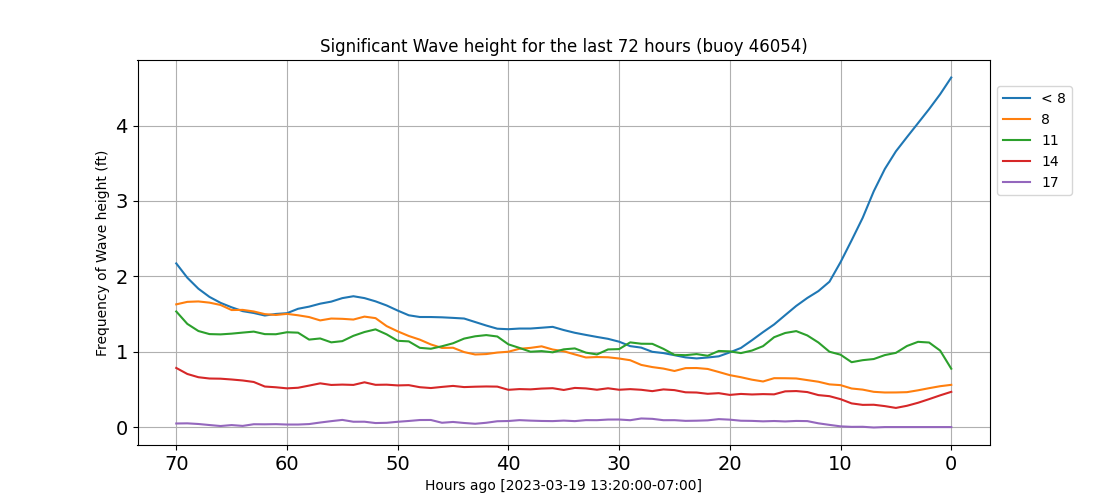 Significant Wave height for the last 72 hours (buoy 46054)
Frequency of Wave height (ft)
4
3
2
1
0
70 60 50 40 30 20 10 0
Hours ago [2023-03-19 13:20:00-07:00]
< 8
8
11
14
17